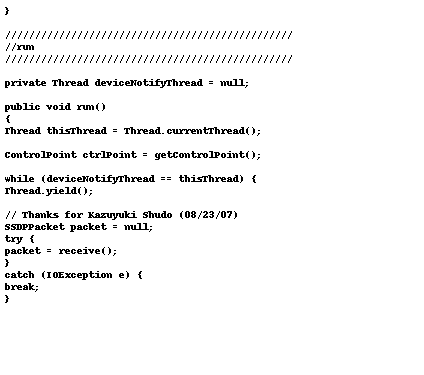 }
////////////////////////////////////////////////
//run
////////////////////////////////////////////////
private Thread deviceNotifyThread = null;
public void run()
{
Thread thisThread = Thread.currentThread();
ControlPoint ctrlPoint = getControlPoint();
while (deviceNotifyThread == thisThread) {
Thread.yield();
// Thanks for Kazuyuki Shudo (08/23/07)
SSDPPacket packet = null;
try {
packet = receive();
}
catch (IOException e) {
break;
}